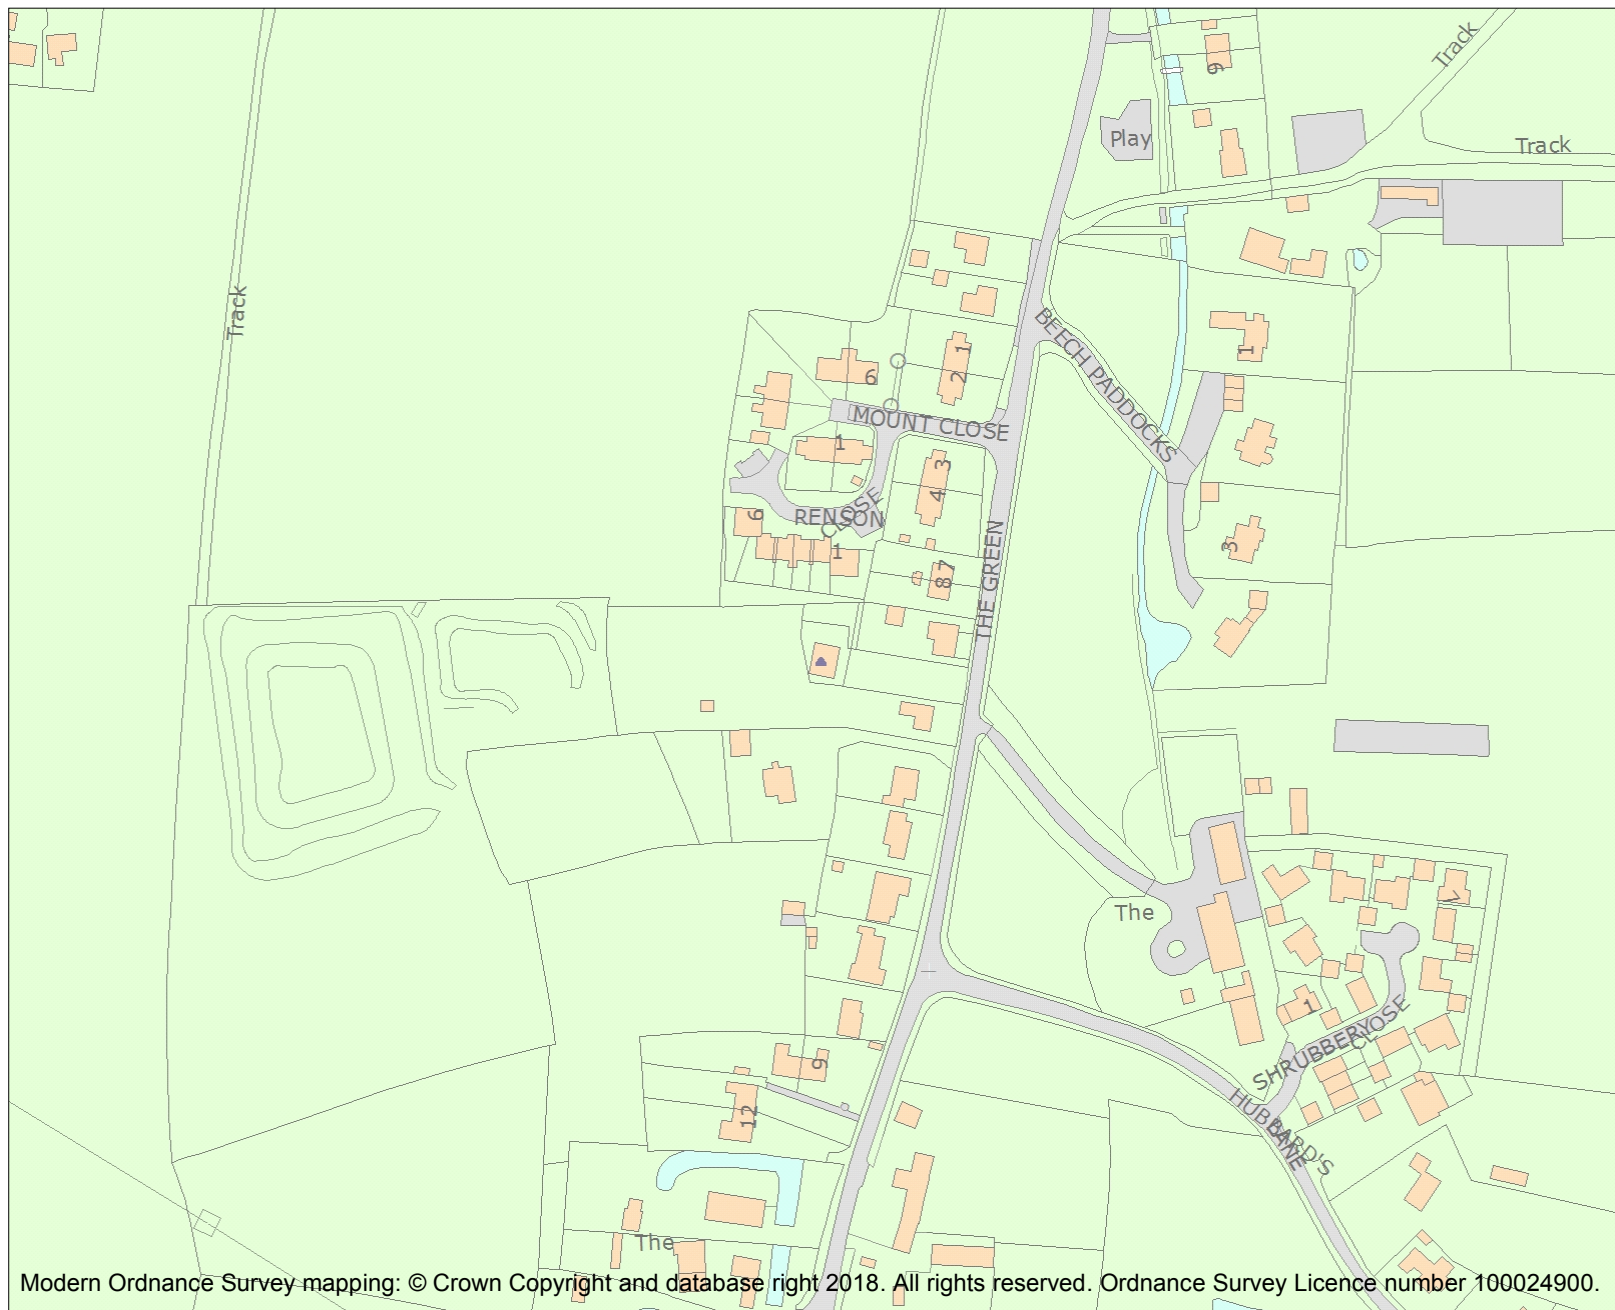 Track
9
Play
Track
Track
BEECH PADDOCKS
1
1
2
6
MOUNT CLOSE
1
3
4
6
RENSON
CLOSE
1
3
8
7
THE GREEN
The
7
1
SHRUBBERY
CLOSE
HUBBARD'S
LANE
9
12
The
Modern Ordnance Survey mapping: © Crown Copyright and database right 2018. All rights reserved. Ordnance Survey Licence number 100024900.